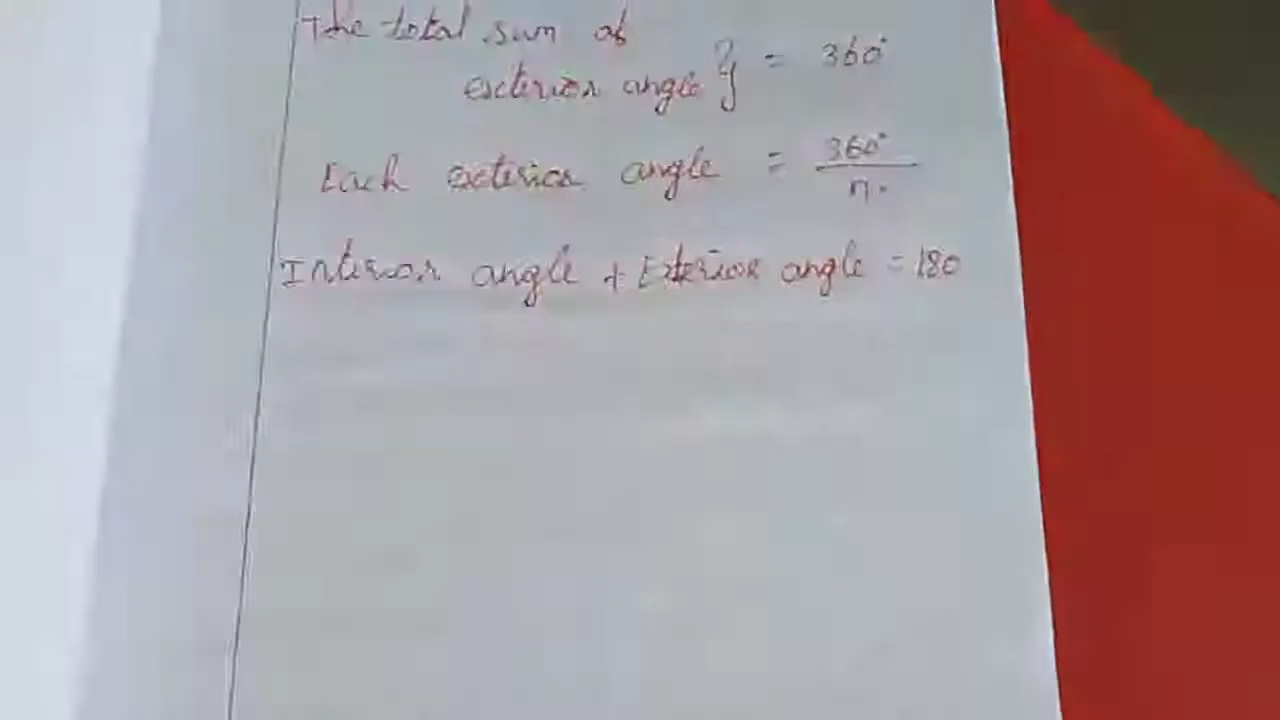 The total sum of
exterior angle } = 360°
Each exterior angle = 360°
n.
Interior angle + Exterior angle = 180